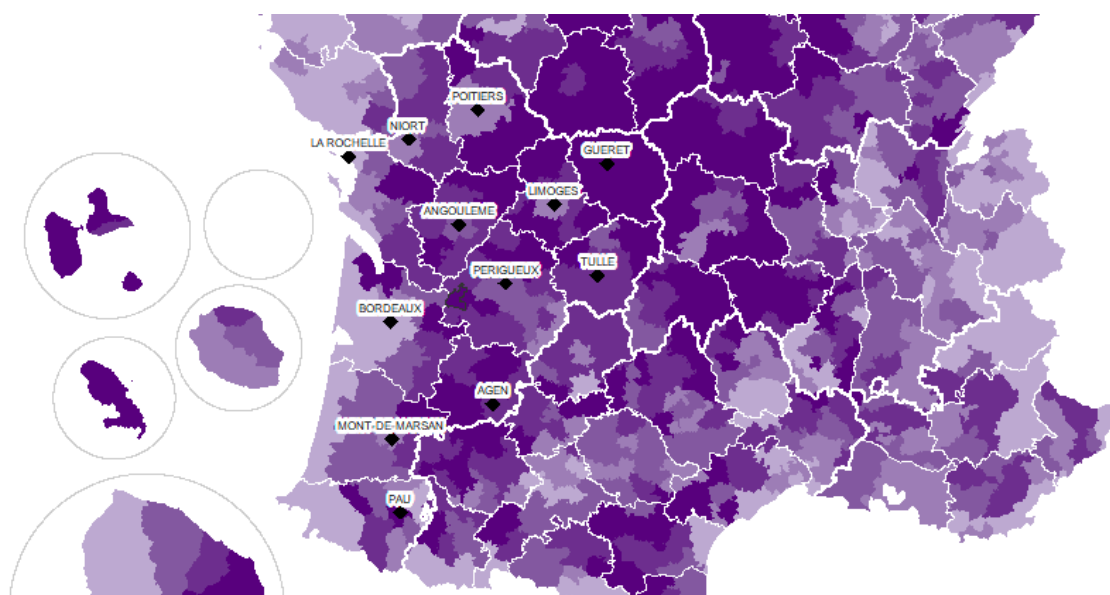 POITIERS
NIORT
LA ROCHELLE
GUERET
LIMOGES
ANGOULEME
PERIGUEUX
TULLE
BORDEAUX
AGEN
MONT-DE-MARSAN
PAU